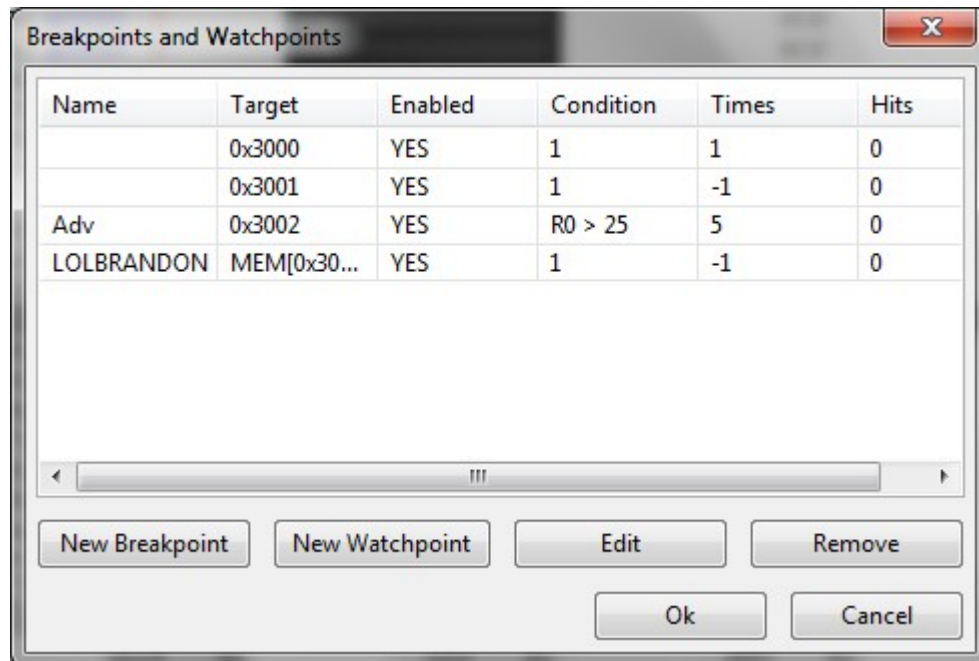 Breakpoints and Watchpoints
Name Target Enabled Condition Times Hits
0x3000 YES 1 1 0
0x3001 YES 1 -1 0
Adv 0x3002 YES R0 > 25 5 0
LOLBRANDON MEM[0x30... YES 1 -1 0
New Breakpoint New Watchpoint Edit Remove
Ok Cancel